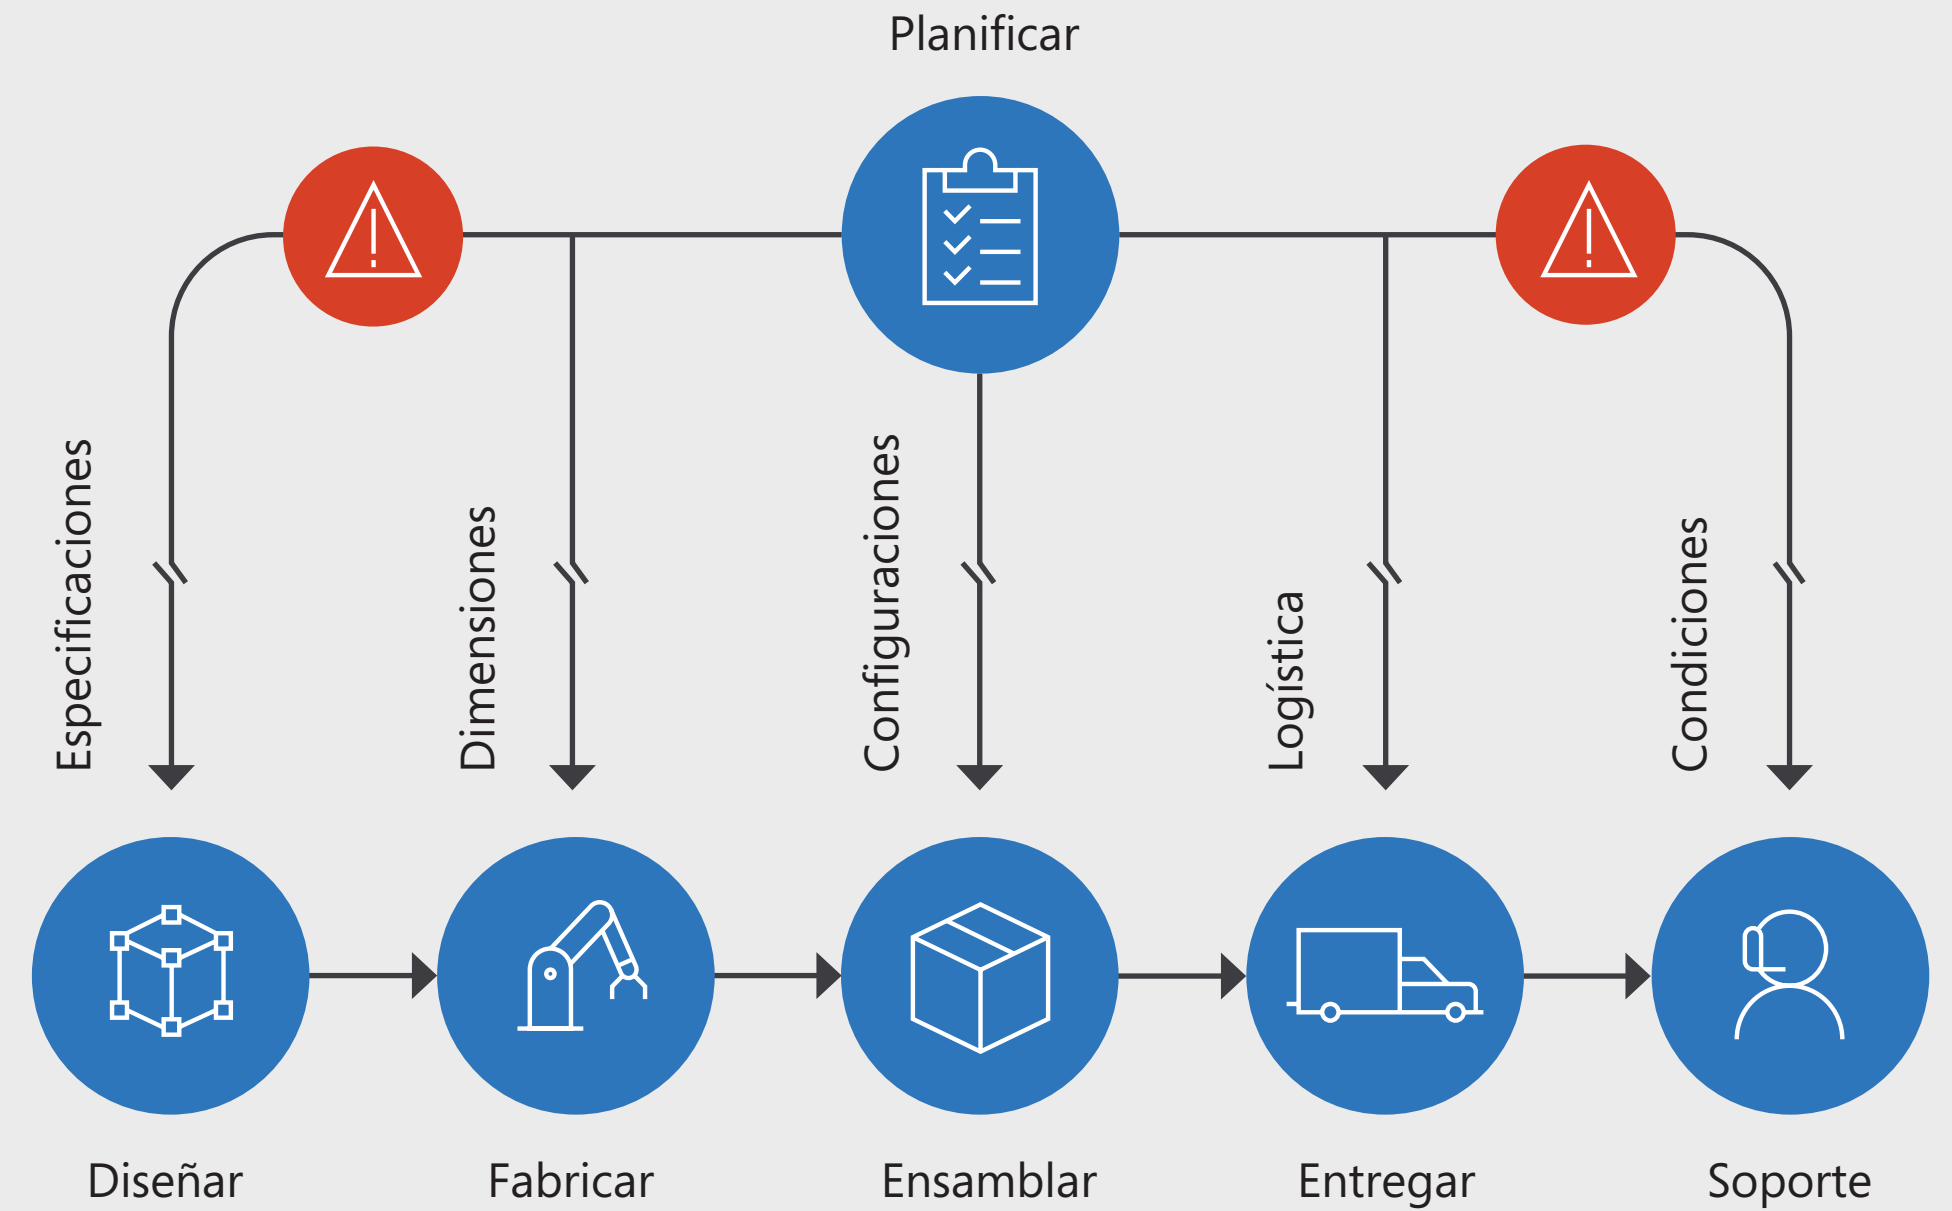 Planificar
Especificaciones
Dimensiones
Configuraciones
Logística
Condiciones
Diseñar
Fabricar
Ensamblar
Entregar
Soporte